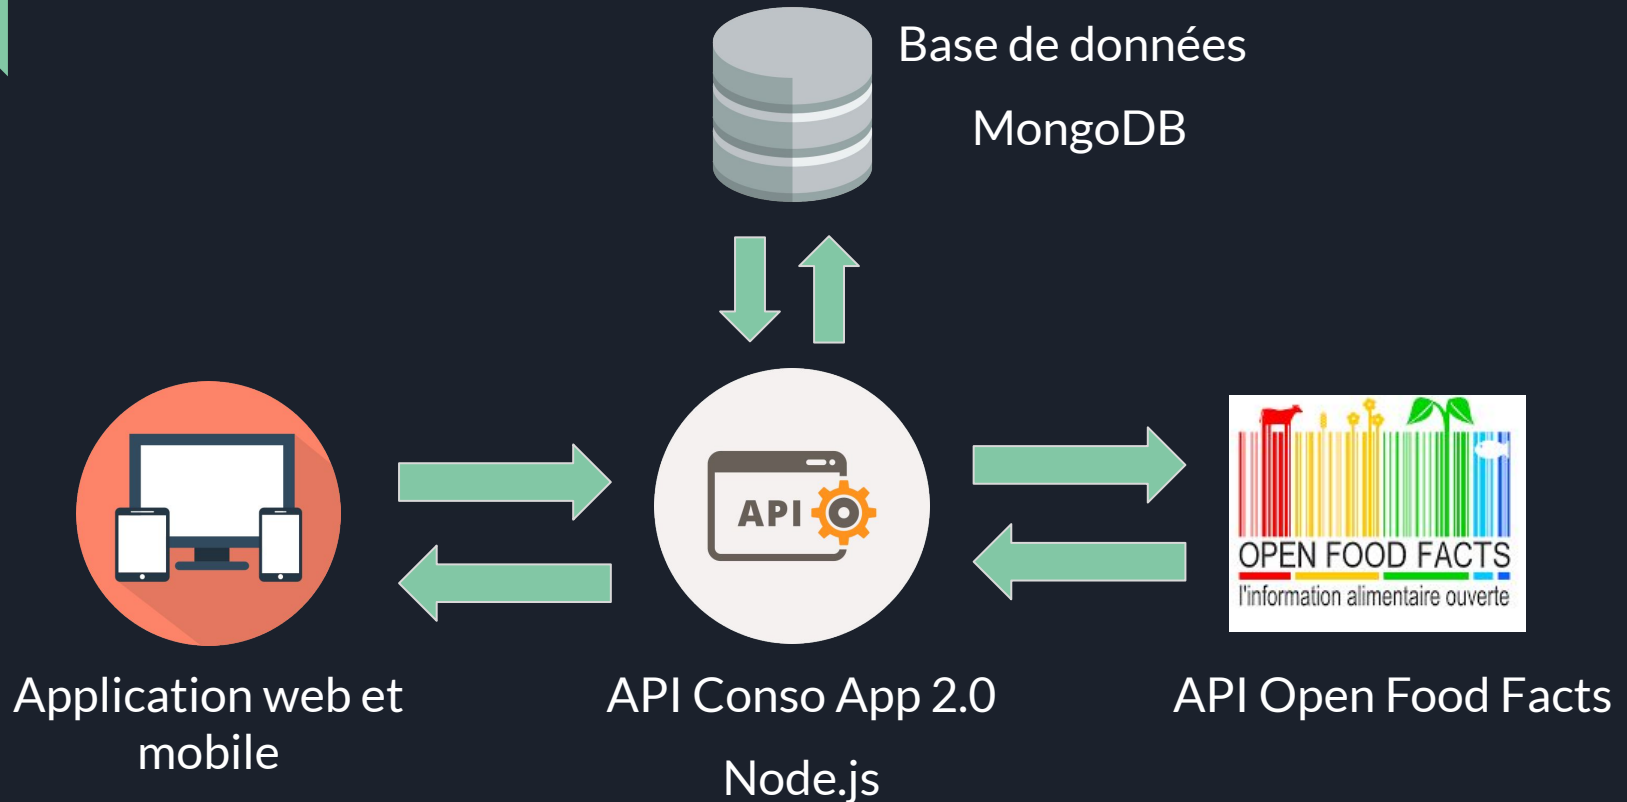 Base de données
MongoDB
API
OPEN FOOD FACTS
l'information alimentaire ouverte
Application web et
mobile
API Conso App 2.0
Node.js
API Open Food Facts